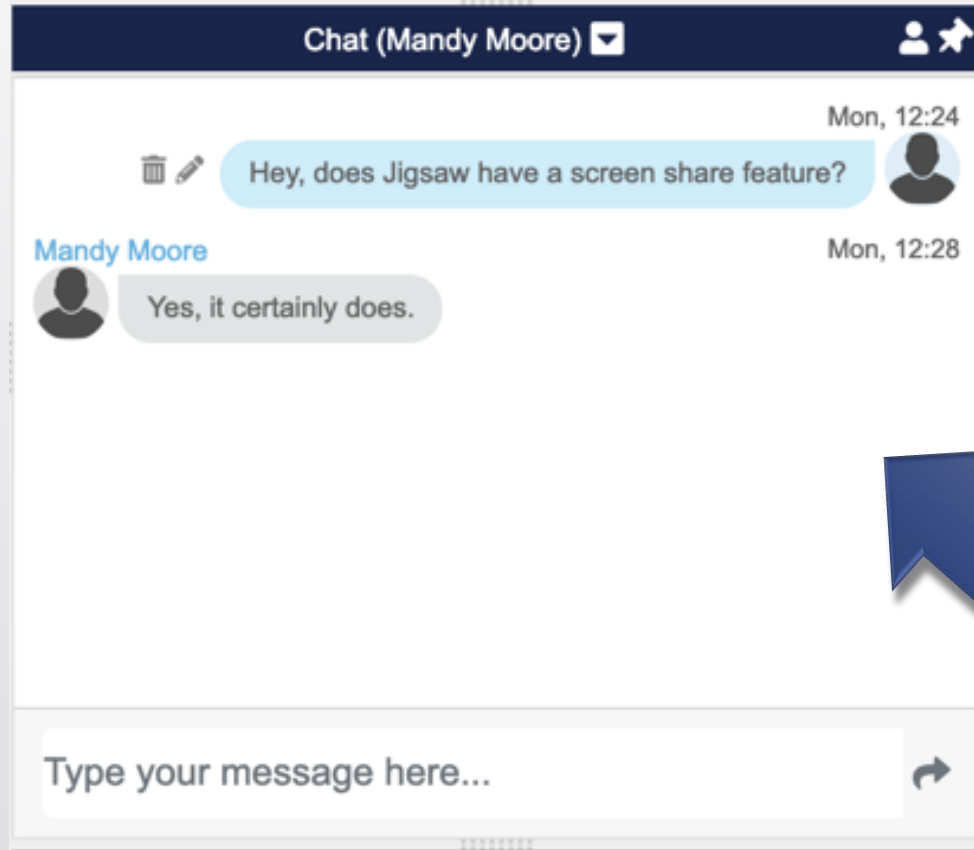 Chat (Mandy Moore)
Mon, 12:24
Hey, does Jigsaw have a screen share feature?
Mandy Moore
Mon, 12:28
Yes, it certainly does.
Type your message here...